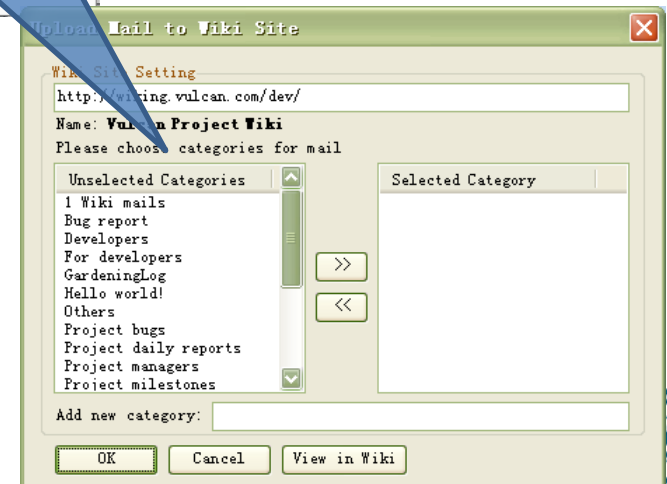 Upload Mail to Wiki Site
Wiki Site Setting
http://wiking.vulcan.com/dev/
Name: Vulcan Project Wiki
Please choose categories for mail
Unselected Categories
Selected Category
1 Wiki mails
Bug report
Developers
For developers
GardeningLog
Hello world!
Others
Project bugs
Project daily reports
Project managers
Project milestones
>>
<<
Add new category:
OK Cancel View in Wiki